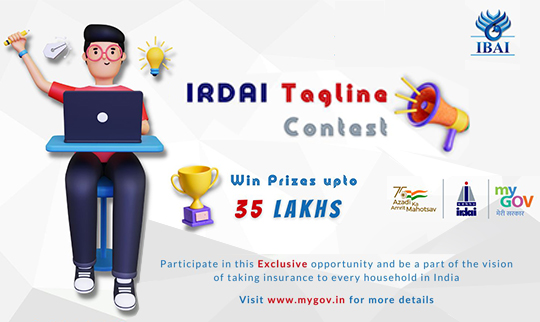 IBAI
IRDAI Tagline
Contest
Win Prizes upto
35 LAKHS
75
Azadi Ka
Amrit Mahotsav
irdai
my
GOV
मेरी सरकार
Participate in this Exclusive opportunity and be a part of the vision
of taking insurance to every household in India
Visit www.mygov.in for more details